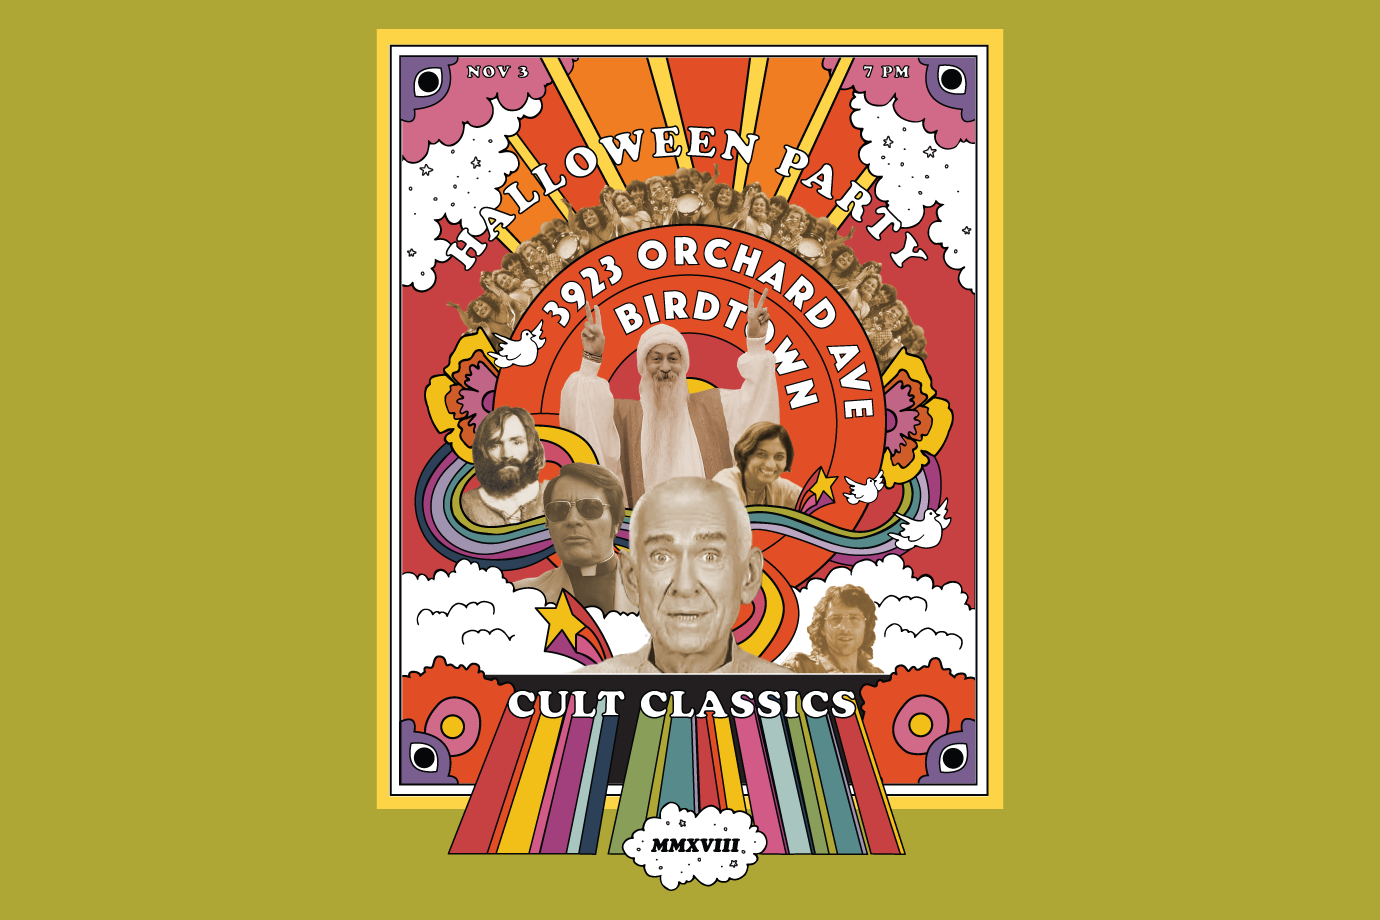 NOV 3
7 PM
HALLOWEEN PARTY
3923 ORCHARD AVE
BIRDTOWN
CULT CLASSICS
MMXVIII